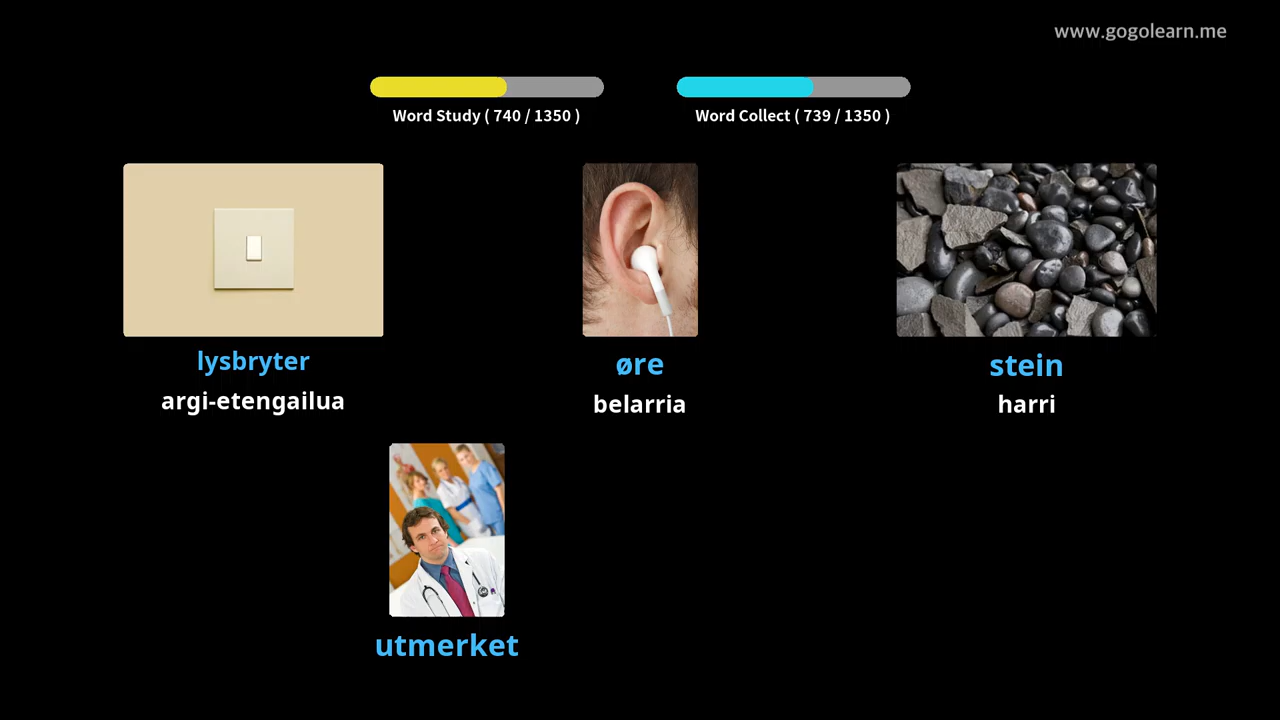 www.gogolearn.me
Word Study ( 740 / 1350 )
Word Collect ( 739 / 1350 )
lysbryter
argi-etengailua
øre
belarria
stein
harri
utmerket